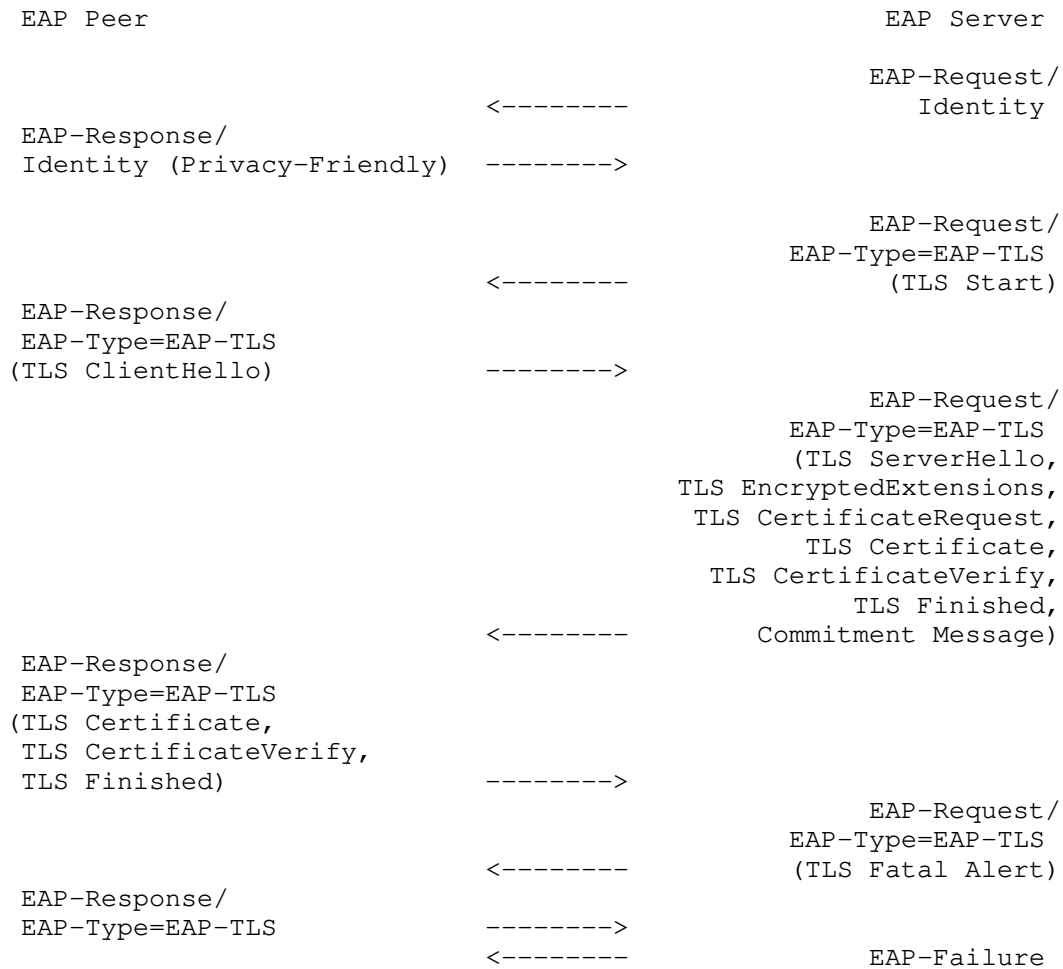 EAP Peer                                              EAP Server

                                                     EAP-Request/
                              <--------                  Identity
EAP-Response/
Identity (Privacy-Friendly)   -------->

                                                     EAP-Request/
                                                EAP-Type=EAP-TLS
                              <--------                (TLS Start)
EAP-Response/
EAP-Type=EAP-TLS
(TLS ClientHello)             -------->
                                                     EAP-Request/
                                                EAP-Type=EAP-TLS
                                                 (TLS ServerHello,
                                         TLS EncryptedExtensions,
                                          TLS CertificateRequest,
                                                 TLS Certificate,
                                           TLS CertificateVerify,
                                                    TLS Finished,
                              <--------       Commitment Message)
EAP-Response/
EAP-Type=EAP-TLS
(TLS Certificate,
TLS CertificateVerify,
TLS Finished)                 -------->
                                                     EAP-Request/
                                                EAP-Type=EAP-TLS
                              <--------         (TLS Fatal Alert)
EAP-Response/
EAP-Type=EAP-TLS              -------->
                              <--------               EAP-Failure